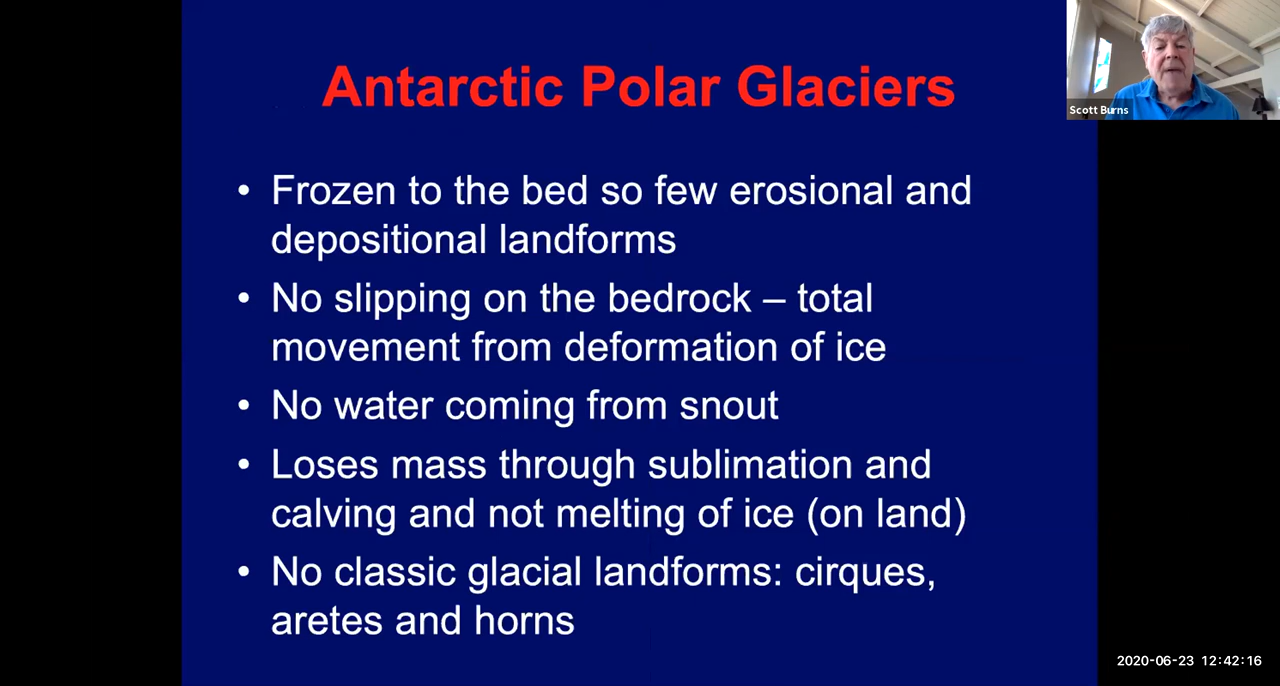 Antarctic Polar Glaciers
Scott Burns
• Frozen to the bed so few erosional and
depositional landforms
• No slipping on the bedrock – total
movement from deformation of ice
• No water coming from snout
• Loses mass through sublimation and
calving and not melting of ice (on land)
• No classic glacial landforms: cirques,
aretes and horns
2020-06-23 12:42:16